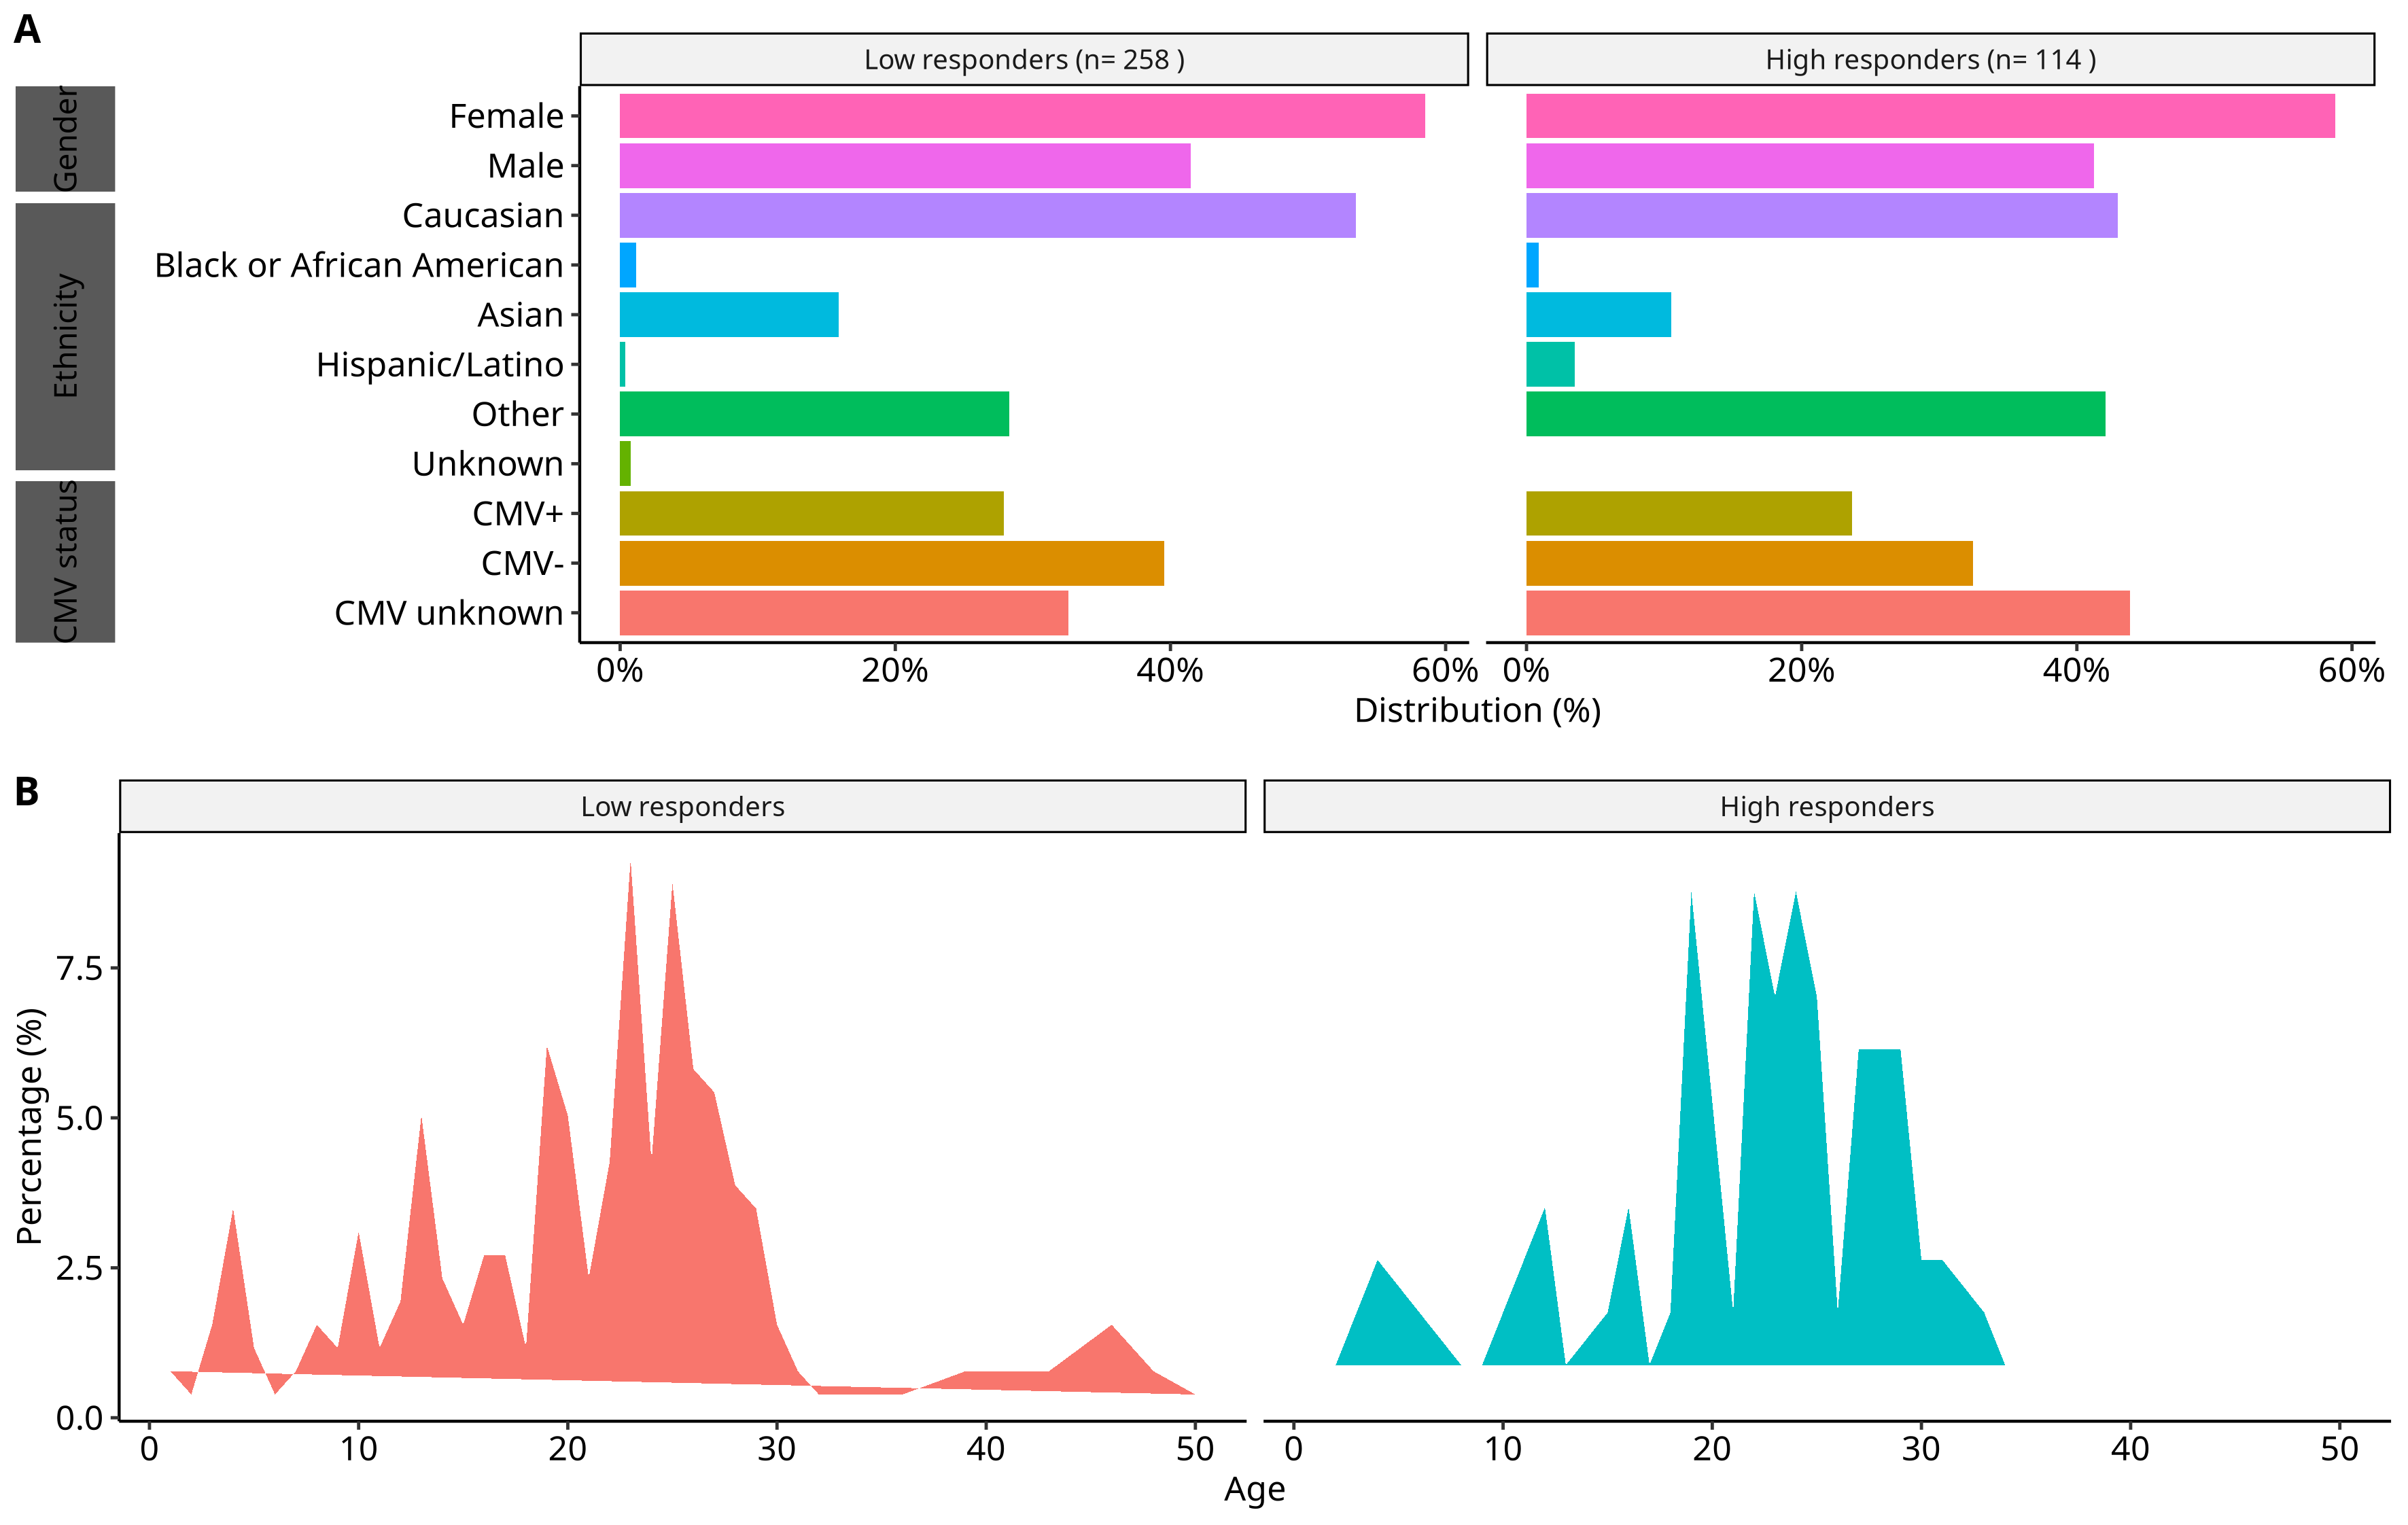 A
Low responders (n= 258 )
High responders (n= 114 )
Gender
Female
Male
Ethnicity
Caucasian
Black or African American
Asian
Hispanic/Latino
Other
Unknown
CMV status
CMV+
CMV-
CMV unknown
0% 20% 40% 60% 0% 20% 40% 60%
Distribution (%)
B
Low responders
High responders
Percentage (%)
7.5
5.0
2.5
0.0
0 10 20 30 40 50 0 10 20 30 40 50
Age